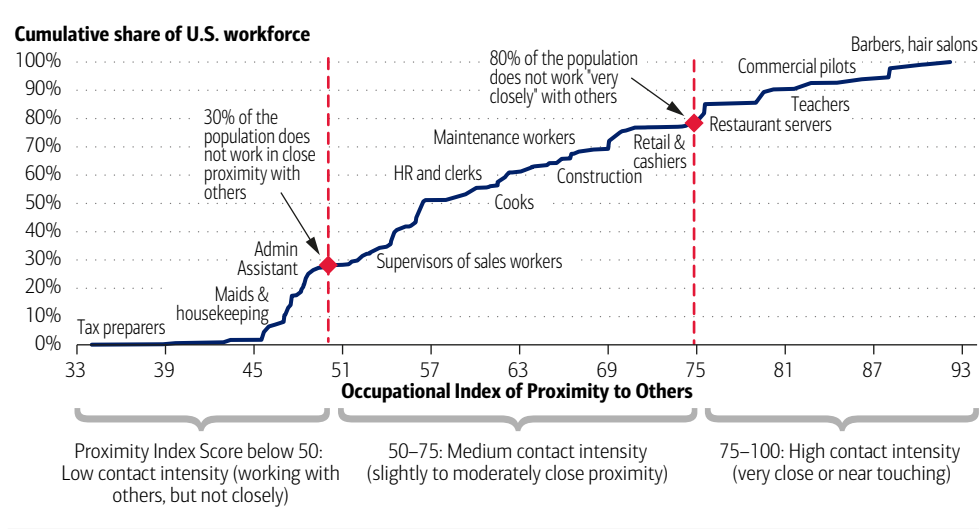 Cumulative share of U.S. workforce
100%
90%
80%
70%
60%
50%
40%
30%
20%
10%
0%
33
39
45
51
57
63
69
75
81
87
93
Occupational Index of Proximity to Others
Tax preparers
Maids &
housekeeping
Admin
Assistant
30% of the
population does
not work in close
proximity with
others
Supervisors of sales workers
HR and clerks
Cooks
Maintenance workers
Construction
Retail &
cashiers
80% of the population
does not work "very
closely" with others
Restaurant servers
Teachers
Commercial pilots
Barbers, hair salons
Proximity Index Score below 50:
Low contact intensity (working with
others, but not closely)
50–75: Medium contact intensity
(slightly to moderately close proximity)
75–100: High contact intensity
(very close or near touching)